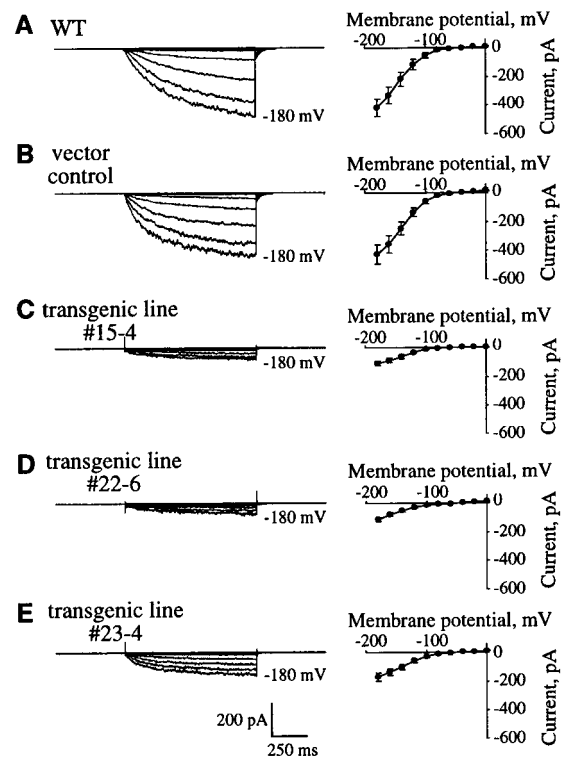 A WT
-180 mV
Membrane potential, mV
-200 -100 0
-200
-400
-600
Current, pA
B vector
control
-180 mV
Membrane potential, mV
-200 -100 0
-200
-400
-600
Current, pA
C transgenic line
#15-4
-180 mV
Membrane potential, mV
-200 -100 0
-200
-400
-600
Current, pA
D transgenic line
#22-6
-180 mV
Membrane potential, mV
-200 -100 0
-200
-400
-600
Current, pA
E transgenic line
#23-4
-180 mV
200 pA
250 ms
Membrane potential, mV
-200 -100 0
-200
-400
-600
Current, pA